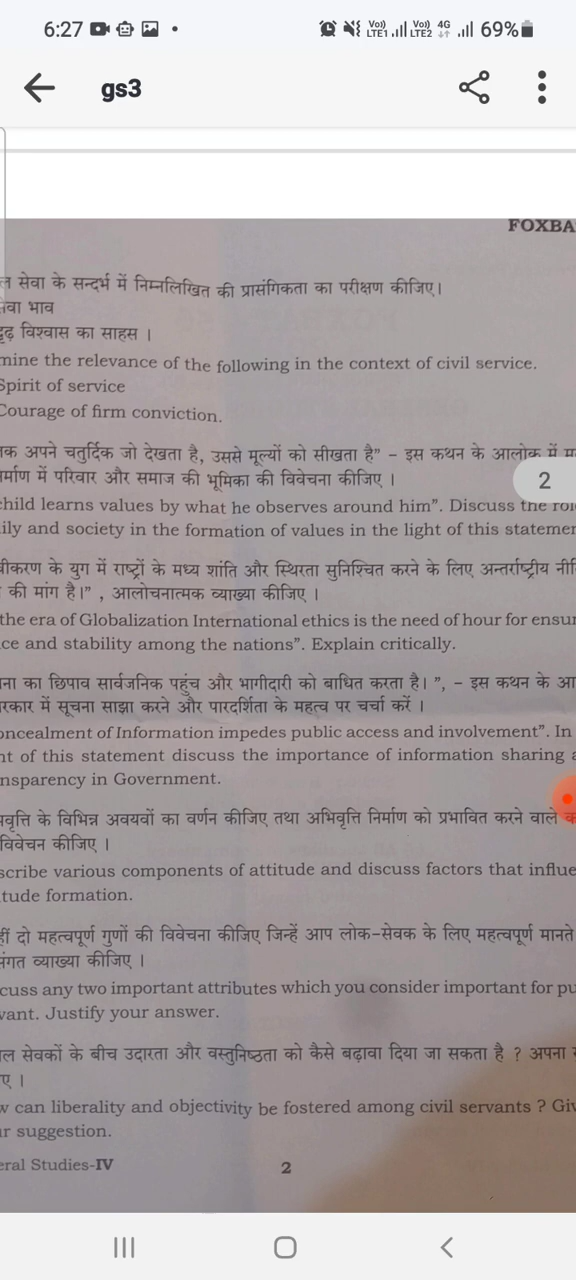 6:27
Vo)) LTE1 Vo)) LTE2 4G 69%
gs3
FOXBA
सेवा के सन्दर्भ में निम्नलिखित की प्रासंगिकता का परीक्षण कीजिए।
वा भाव
दृढ़ विश्वास का साहस ।
mine the relevance of the following in the context of civil service.
Spirit of service
Courage of firm conviction.
क अपने चतुर्दिक जो देखता है, उससे मूल्यों को सीखता है” – इस कथन के आलोक में
र्माण में परिवार और समाज की भूमिका की विवेचना कीजिए ।
2
child learns values by what he observes around him”. Discuss the
ily and society in the formation of values in the light of this statemen
वीकरण के युग में राष्ट्रों के मध्य शांति और स्थिरता सुनिश्चित करने के लिए अन्तर्राष्ट्रीय नी
की मांग है।” , आलोचनात्मक व्याख्या कीजिए ।
the era of Globalization International ethics is the need of hour for ensu
ce and stability among the nations”. Explain critically.
ना का छिपाव सार्वजनिक पहुंच और भागीदारी को बाधित करता है। ”, – इस कथन के आ
रकार में सूचना साझा करने और पारदर्शिता के महत्व पर चर्चा करें ।
oncealment of Information impedes public access and involvement”. In
nt of this statement discuss the importance of information sharing a
nsparency in Government.
वृत्ति के विभिन्न अवयवों का वर्णन कीजिए तथा अभिवृत्ति निर्माण को प्रभावित करने वाले
विवेचन कीजिए ।
scribe various components of attitude and discuss factors that influe
tude formation.
हीं दो महत्वपूर्ण गुणों की विवेचना कीजिए जिन्हें आप लोक-सेवक के लिए महत्वपूर्ण मानते
संगत व्याख्या कीजिए ।
cuss any two important attributes which you consider important for pu
vant. Justify your answer.
ल सेवकों के बीच उदारता और वस्तुनिष्ठता को कैसे बढ़ावा दिया जा सकता है ? अपना
ए ।
w can liberality and objectivity be fostered among civil servants ? Giv
ur suggestion.
eral Studies-IV 2